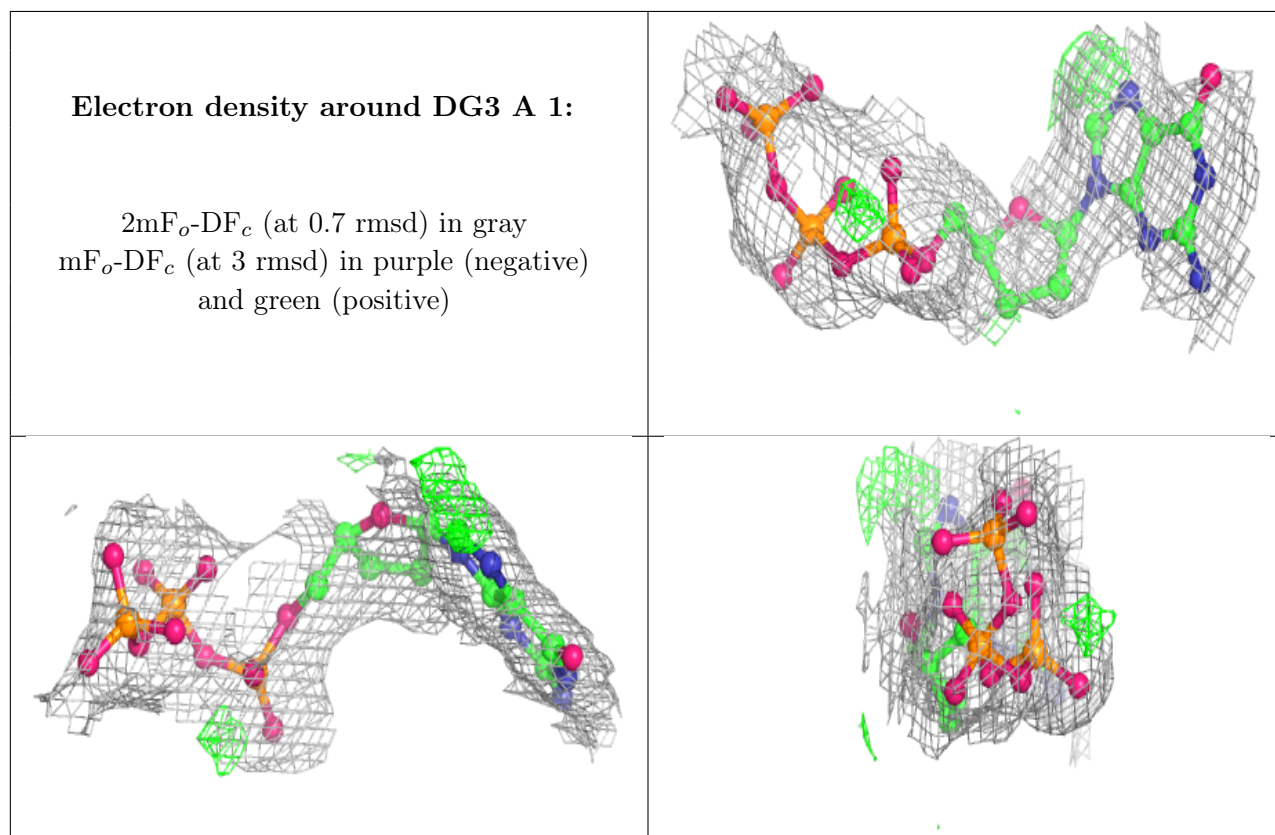 Electron density around DG3 A 1:
2mFo-DFc (at 0.7 rmsd) in gray
mFo-DFc (at 3 rmsd) in purple (negative)
and green (positive)